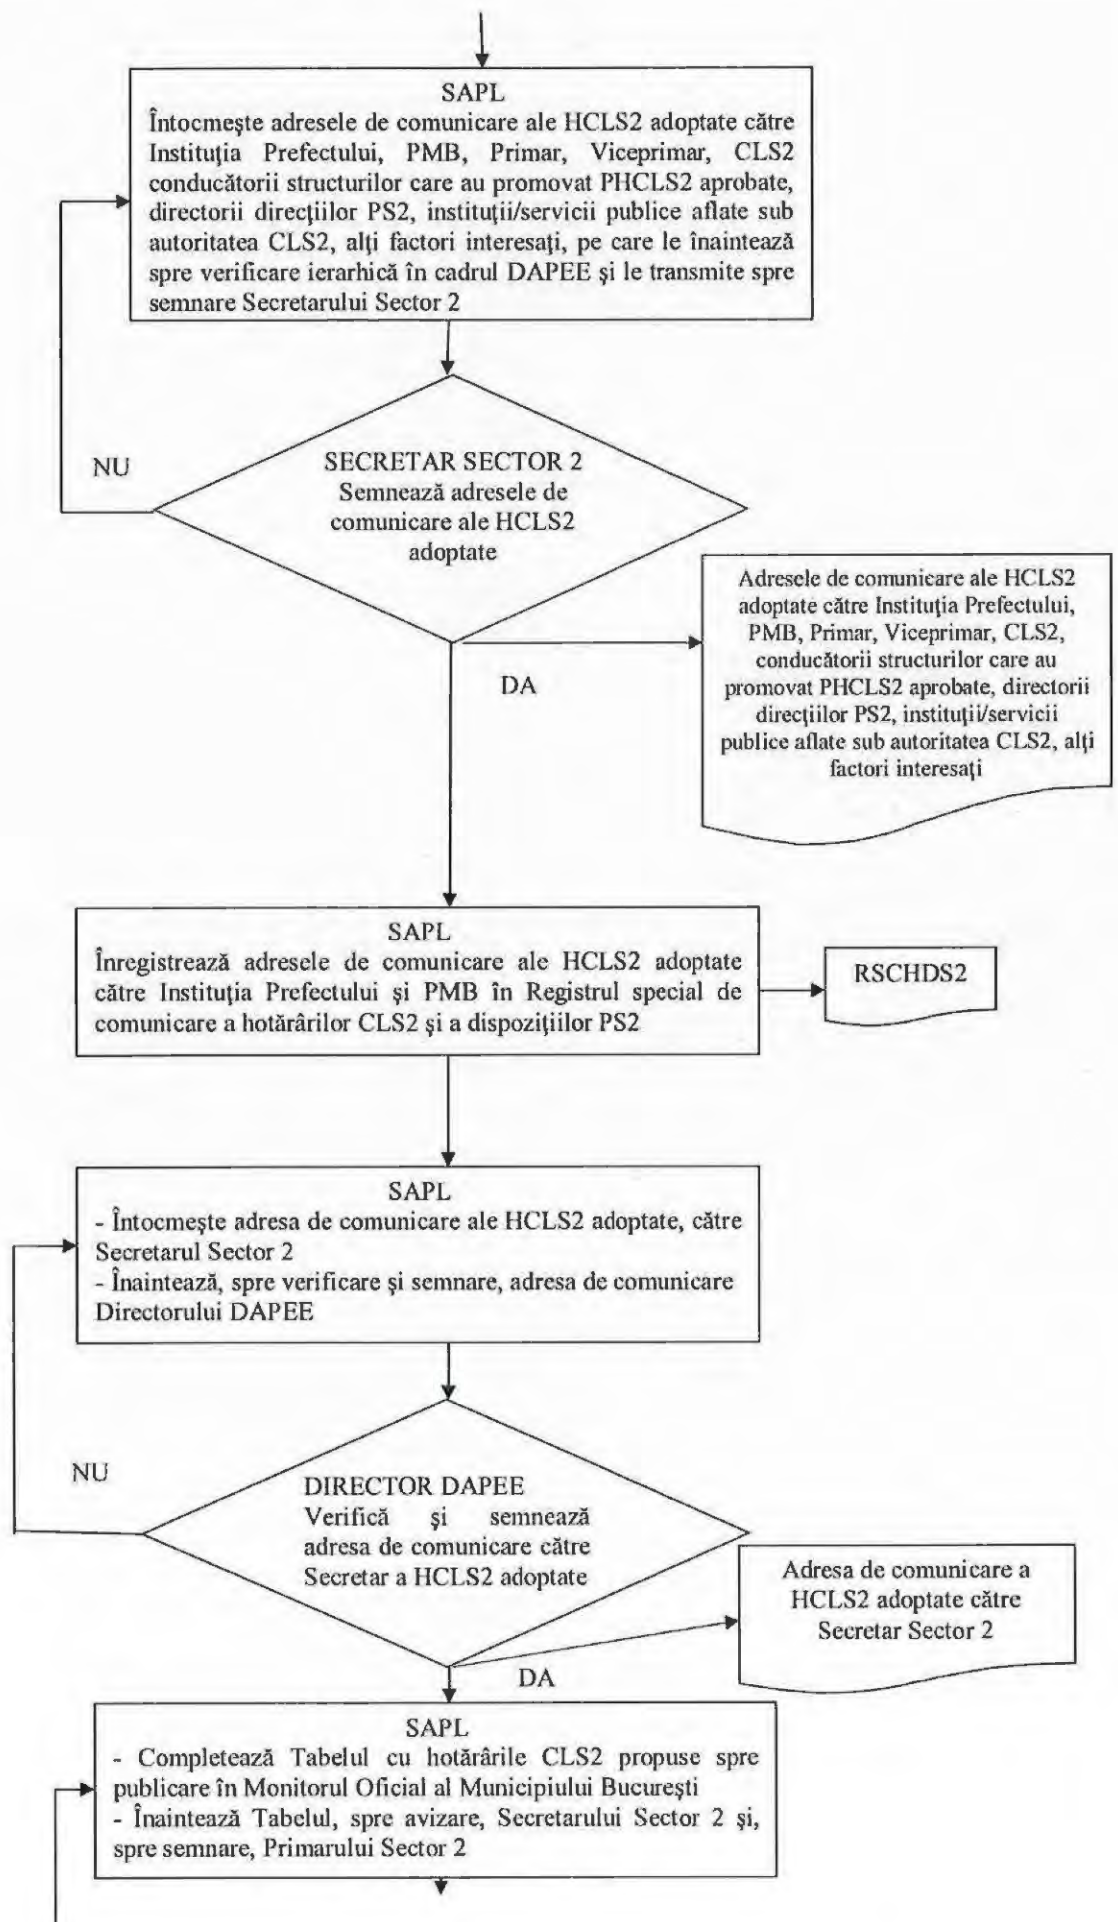 SAPL
Întocmeşte adresele de comunicare ale HCLS2 adoptate către
Instituţia Prefectului, PMB, Primar, Viceprimar, CLS2
conducătorii structurilor care au promovat PHCLS2 aprobate,
directorii direcţiilor PS2, instituţii/servicii publice aflate sub
autoritatea CLS2, alţi factori interesaţi, pe care le înaintează
spre verificare ierarhică în cadrul DAPEE şi le transmite spre
semnare Secretarului Sector 2
NU
SECRETAR SECTOR 2
Semnează adresele de
comunicare ale HCLS2
adoptate
DA
Adresele de comunicare ale HCLS2
adoptate către Instituţia Prefectului,
PMB, Primar, Viceprimar, CLS2,
conducătorii structurilor care au
promovat PHCLS2 aprobate, directorii
direcţiilor PS2, instituţii/servicii
publice aflate sub autoritatea CLS2, alţi
factori interesaţi
SAPL
Înregistrează adresele de comunicare ale HCLS2 adoptate
către Instituţia Prefectului şi PMB în Registrul special de
comunicare a hotărârilor CLS2 şi a dispoziţiilor PS2
RSCHDS2
SAPL
- Întocmeşte adresa de comunicare ale HCLS2 adoptate, către
Secretarul Sector 2
- Înaintează, spre verificare şi semnare, adresa de comunicare
Directorului DAPEE
NU
DIRECTOR DAPEE
Verifică şi semnează
adresa de comunicare către
Secretar a HCLS2 adoptate
Adresa de comunicare a
HCLS2 adoptate către
Secretar Sector 2
DA
SAPL
- Completează Tabelul cu hotărârile CLS2 propuse spre
publicare în Monitorul Oficial al Municipiului Bucureşti
- Înaintează Tabelul, spre avizare, Secretarului Sector 2 şi,
spre semnare, Primarului Sector 2